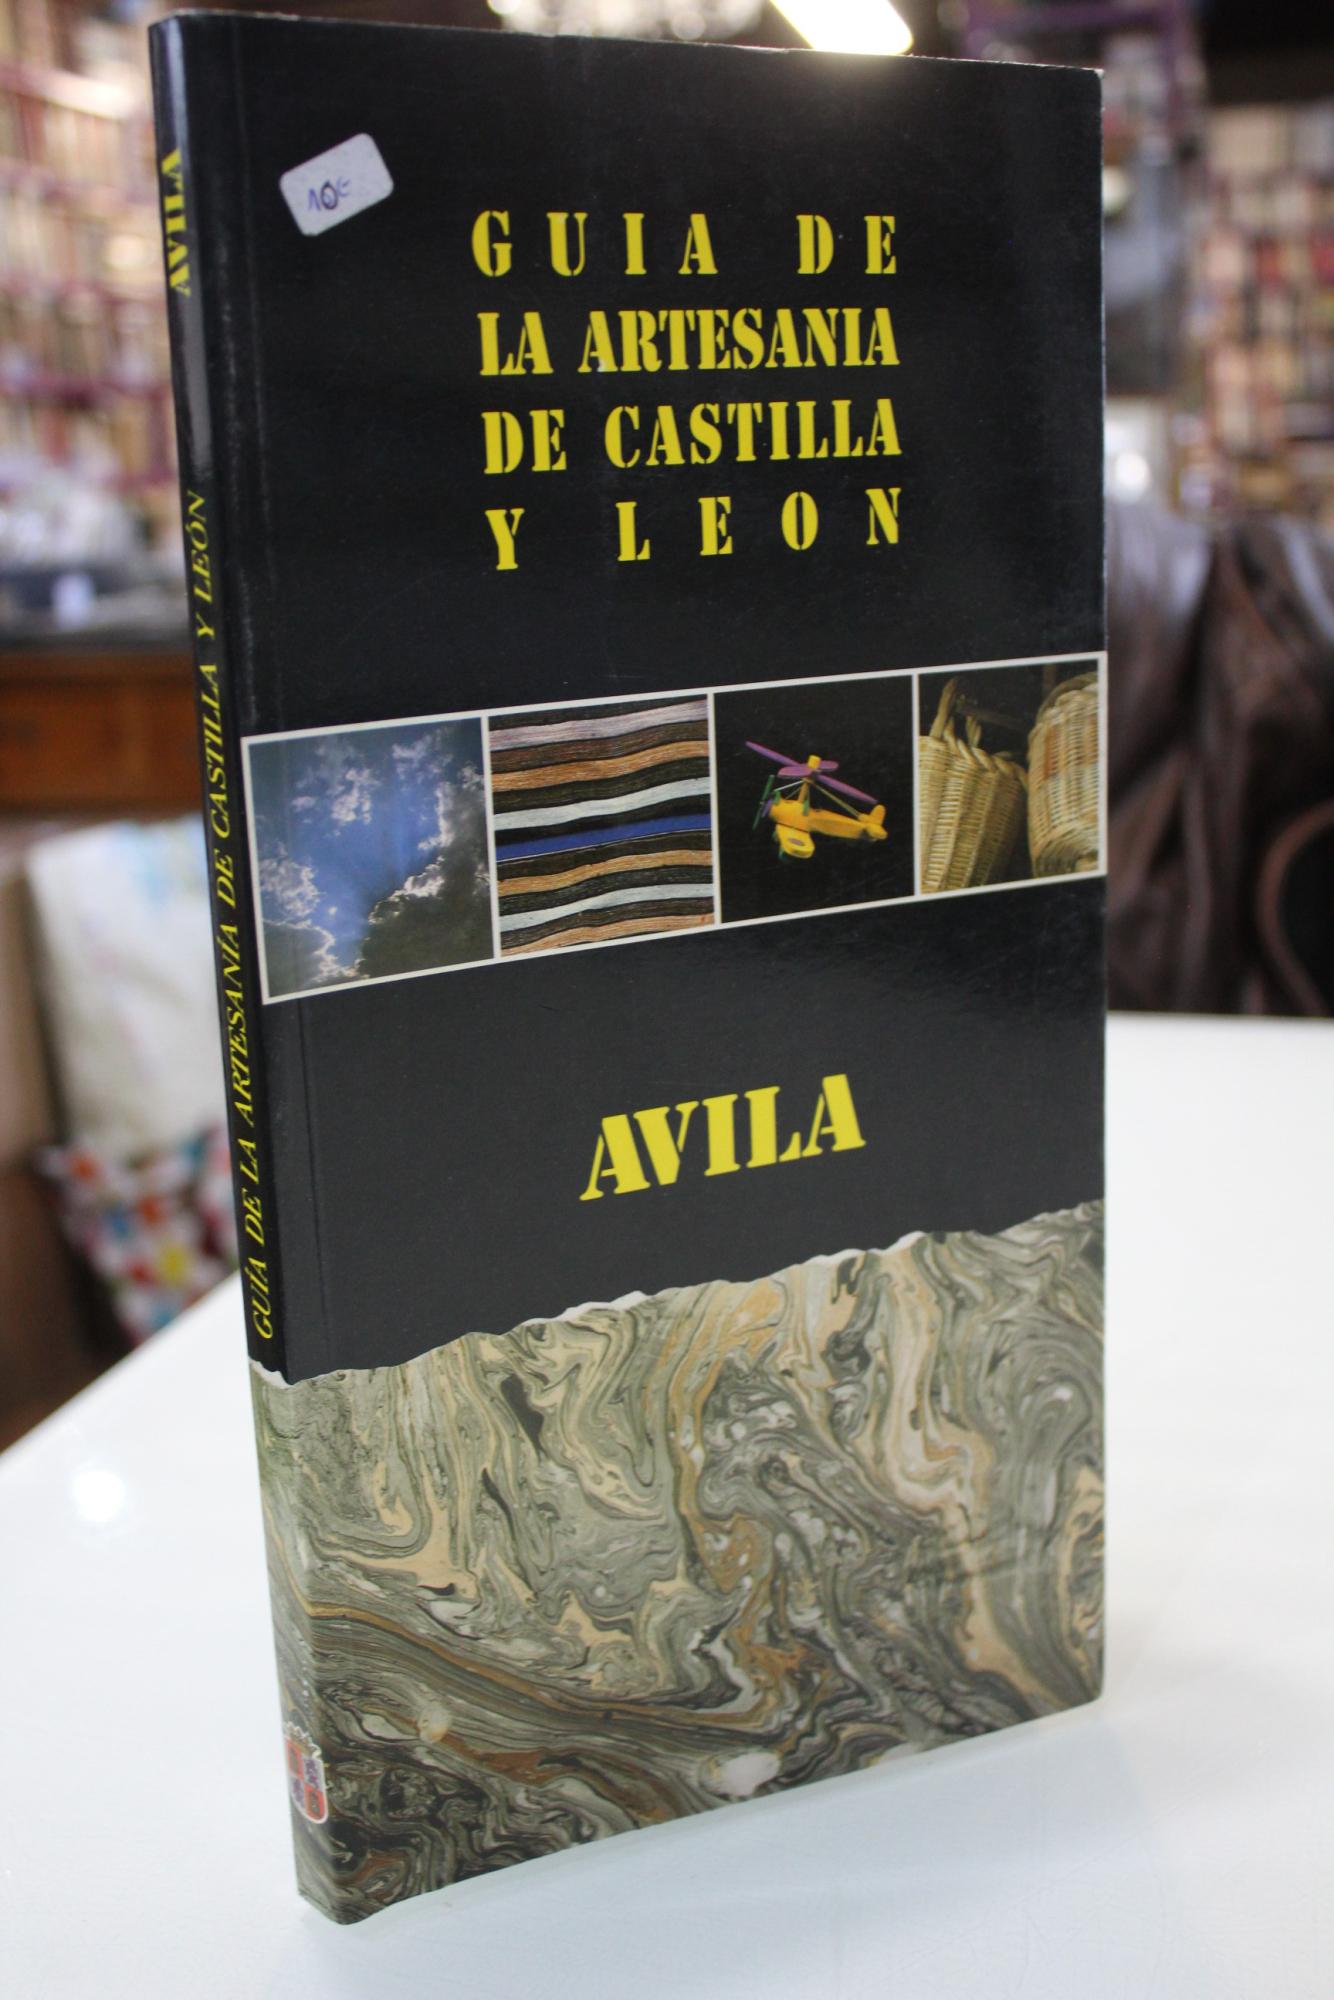 10€
GUIA DE
LA ARTESANIA
DE CASTILLA
Y LEON
AVILA
GUÍA DE LA ARTESANÍA DE CASTILLA Y LEÓN
AVILA